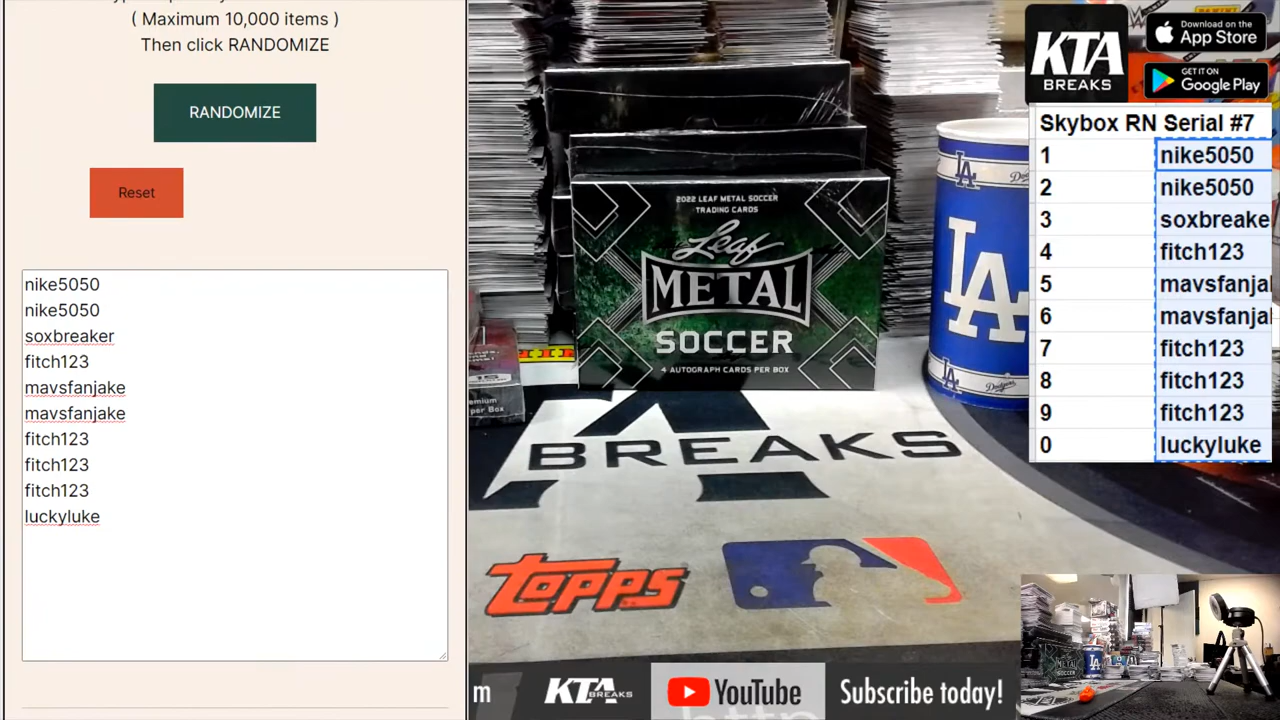 ( Maximum 10,000 items )
Then click RANDOMIZE
RANDOMIZE
Reset
nike5050
nike5050
soxbreaker
fitch123
mavsfanjake
mavsfanjake
fitch123
fitch123
fitch123
luckyluke
2022 LEAF METAL SOCCER
TRADING CARDS
Leaf
METAL
SOCCER
4 AUTOGRAPH CARDS PER BOX
LA
Dodgers
BREAKS
TOPPS
KTA
BREAKS
Download on the
App Store
GET IT ON
Google Play
Skybox RN Serial #7
1 nike5050
2 nike5050
3 soxbreake
4 fitch123
5 mavsfanja
6 mavsfanja
7 fitch123
8 fitch123
9 fitch123
0 luckyluke
m
KTA
BREAKS
YouTube
Subscribe today!